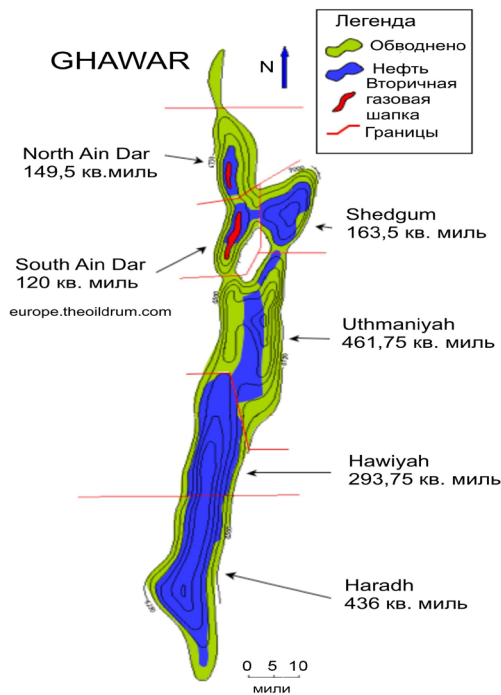 GHAWAR
N
Легенда
Обводнено
Нефть
Вторичная
газовая
шапка
Границы
North Ain Dar
149,5 кв.миль
Shedgum
163,5 кв. миль
South Ain Dar
120 кв. миль
europe.theoildrum.com
Uthmaniyah
461,75 кв. миль
Hawiyah
293,75 кв. миль
Haradh
436 кв. миль
0 5 10
мили